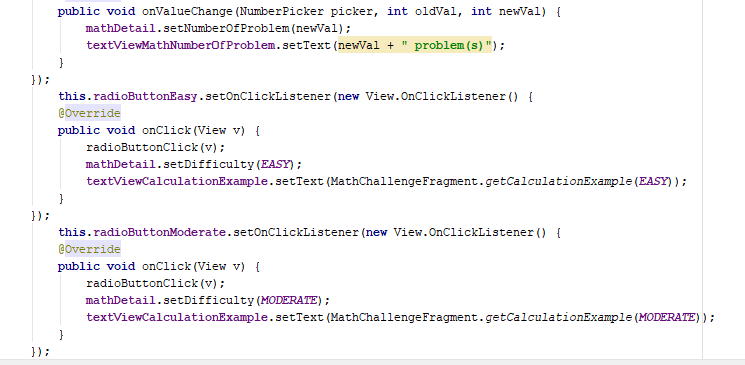 public void onValueChange(NumberPicker picker, int oldVal, int newVal) {
mathDetail.setNumberOfProblem(newVal);
textViewMathNumberOfProblem.setText(newVal + " problem(s)");
}
});
this.radioButtonEasy.setOnClickListener(new View.OnClickListener() {
@Override
public void onClick(View v) {
radioButtonClick(v);
mathDetail.setDifficulty(EASY);
textViewCalculationExample.setText(MathChallengeFragment.getCalculationExample(EASY));
}
});
this.radioButtonModerate.setOnClickListener(new View.OnClickListener() {
@Override
public void onClick(View v) {
radioButtonClick(v);
mathDetail.setDifficulty(MODERATE);
textViewCalculationExample.setText(MathChallengeFragment.getCalculationExample(MODERATE));
}
});